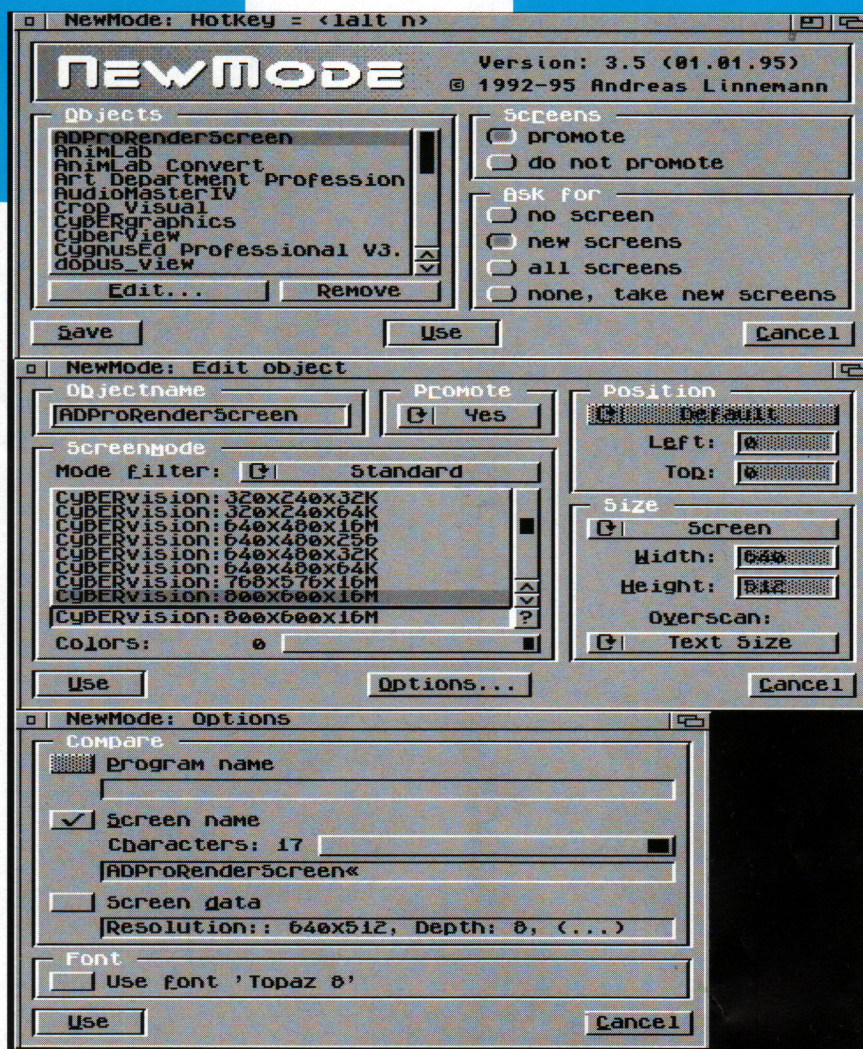 NewMode: Hotkey = <lalt n>
NEWMODE
Version: 3.5 (01.01.95)
© 1992-95 Andreas Linnemann
Objects
ADProRenderScreen
AnimLab
AnimLab Convert
Art Department Profession
AudioMasterIV
Crop Visual
CyBERgraphics
CyberView
CygnusEd Professional V3.
dopus_view
Edit...
Remove
Screens
promote
do not promote
Ask for
no screen
new screens
all screens
none, take new screens
Save
Use
Cancel
NewMode: Edit object
Objectname
ADProRenderScreen
Promote
Yes
Position
Default
Left: 0
Top: 0
ScreenMode
Mode filter: Standard
CyBERvision:320x240x32K
CyBERvision:320x240x64K
CyBERvision:640x480x16M
CyBERvision:640x480x256
CyBERvision:640x480x32K
CyBERvision:640x480x64K
CyBERvision:768x576x16M
CyBERvision:800x600x16M
CyBERvision:800x600x16M
?
Colors: 0
Size
Screen
Width: 640
Height: 512
Overscan:
Text Size
Use
Options...
Cancel
NewMode: Options
Compare
Program name
Screen name
Characters: 17
ADProRenderScreen«
Screen data
Resolution:: 640x512, Depth: 8, (...)
Font
Use font 'Topaz 8'
Use
Cancel